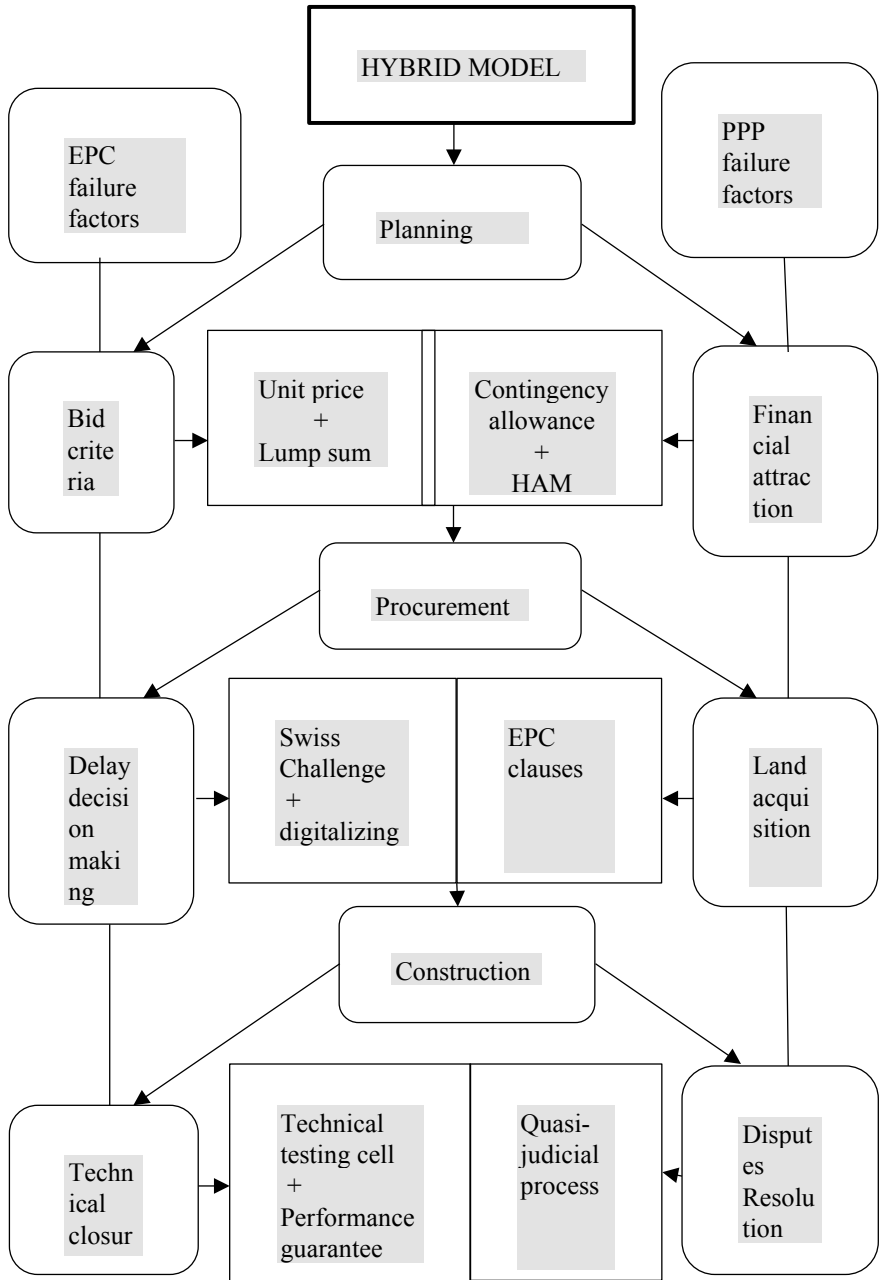 HYBRID MODEL
EPC
failure
factors
PPP
failure
factors
Planning
Bid
crite
ria
Unit price
+
Lump sum
Contingency
allowance
+
HAM
Finan
cial
attrac
tion
Procurement
Delay
decisi
on
maki
ng
Swiss
Challenge
+
digitalizing
EPC
clauses
Land
acqui
sition
Construction
Techn
ical
closur
Technical
testing cell
+
Performance
guarantee
Quasi-
judicial
process
Disput
es
Resolu
tion